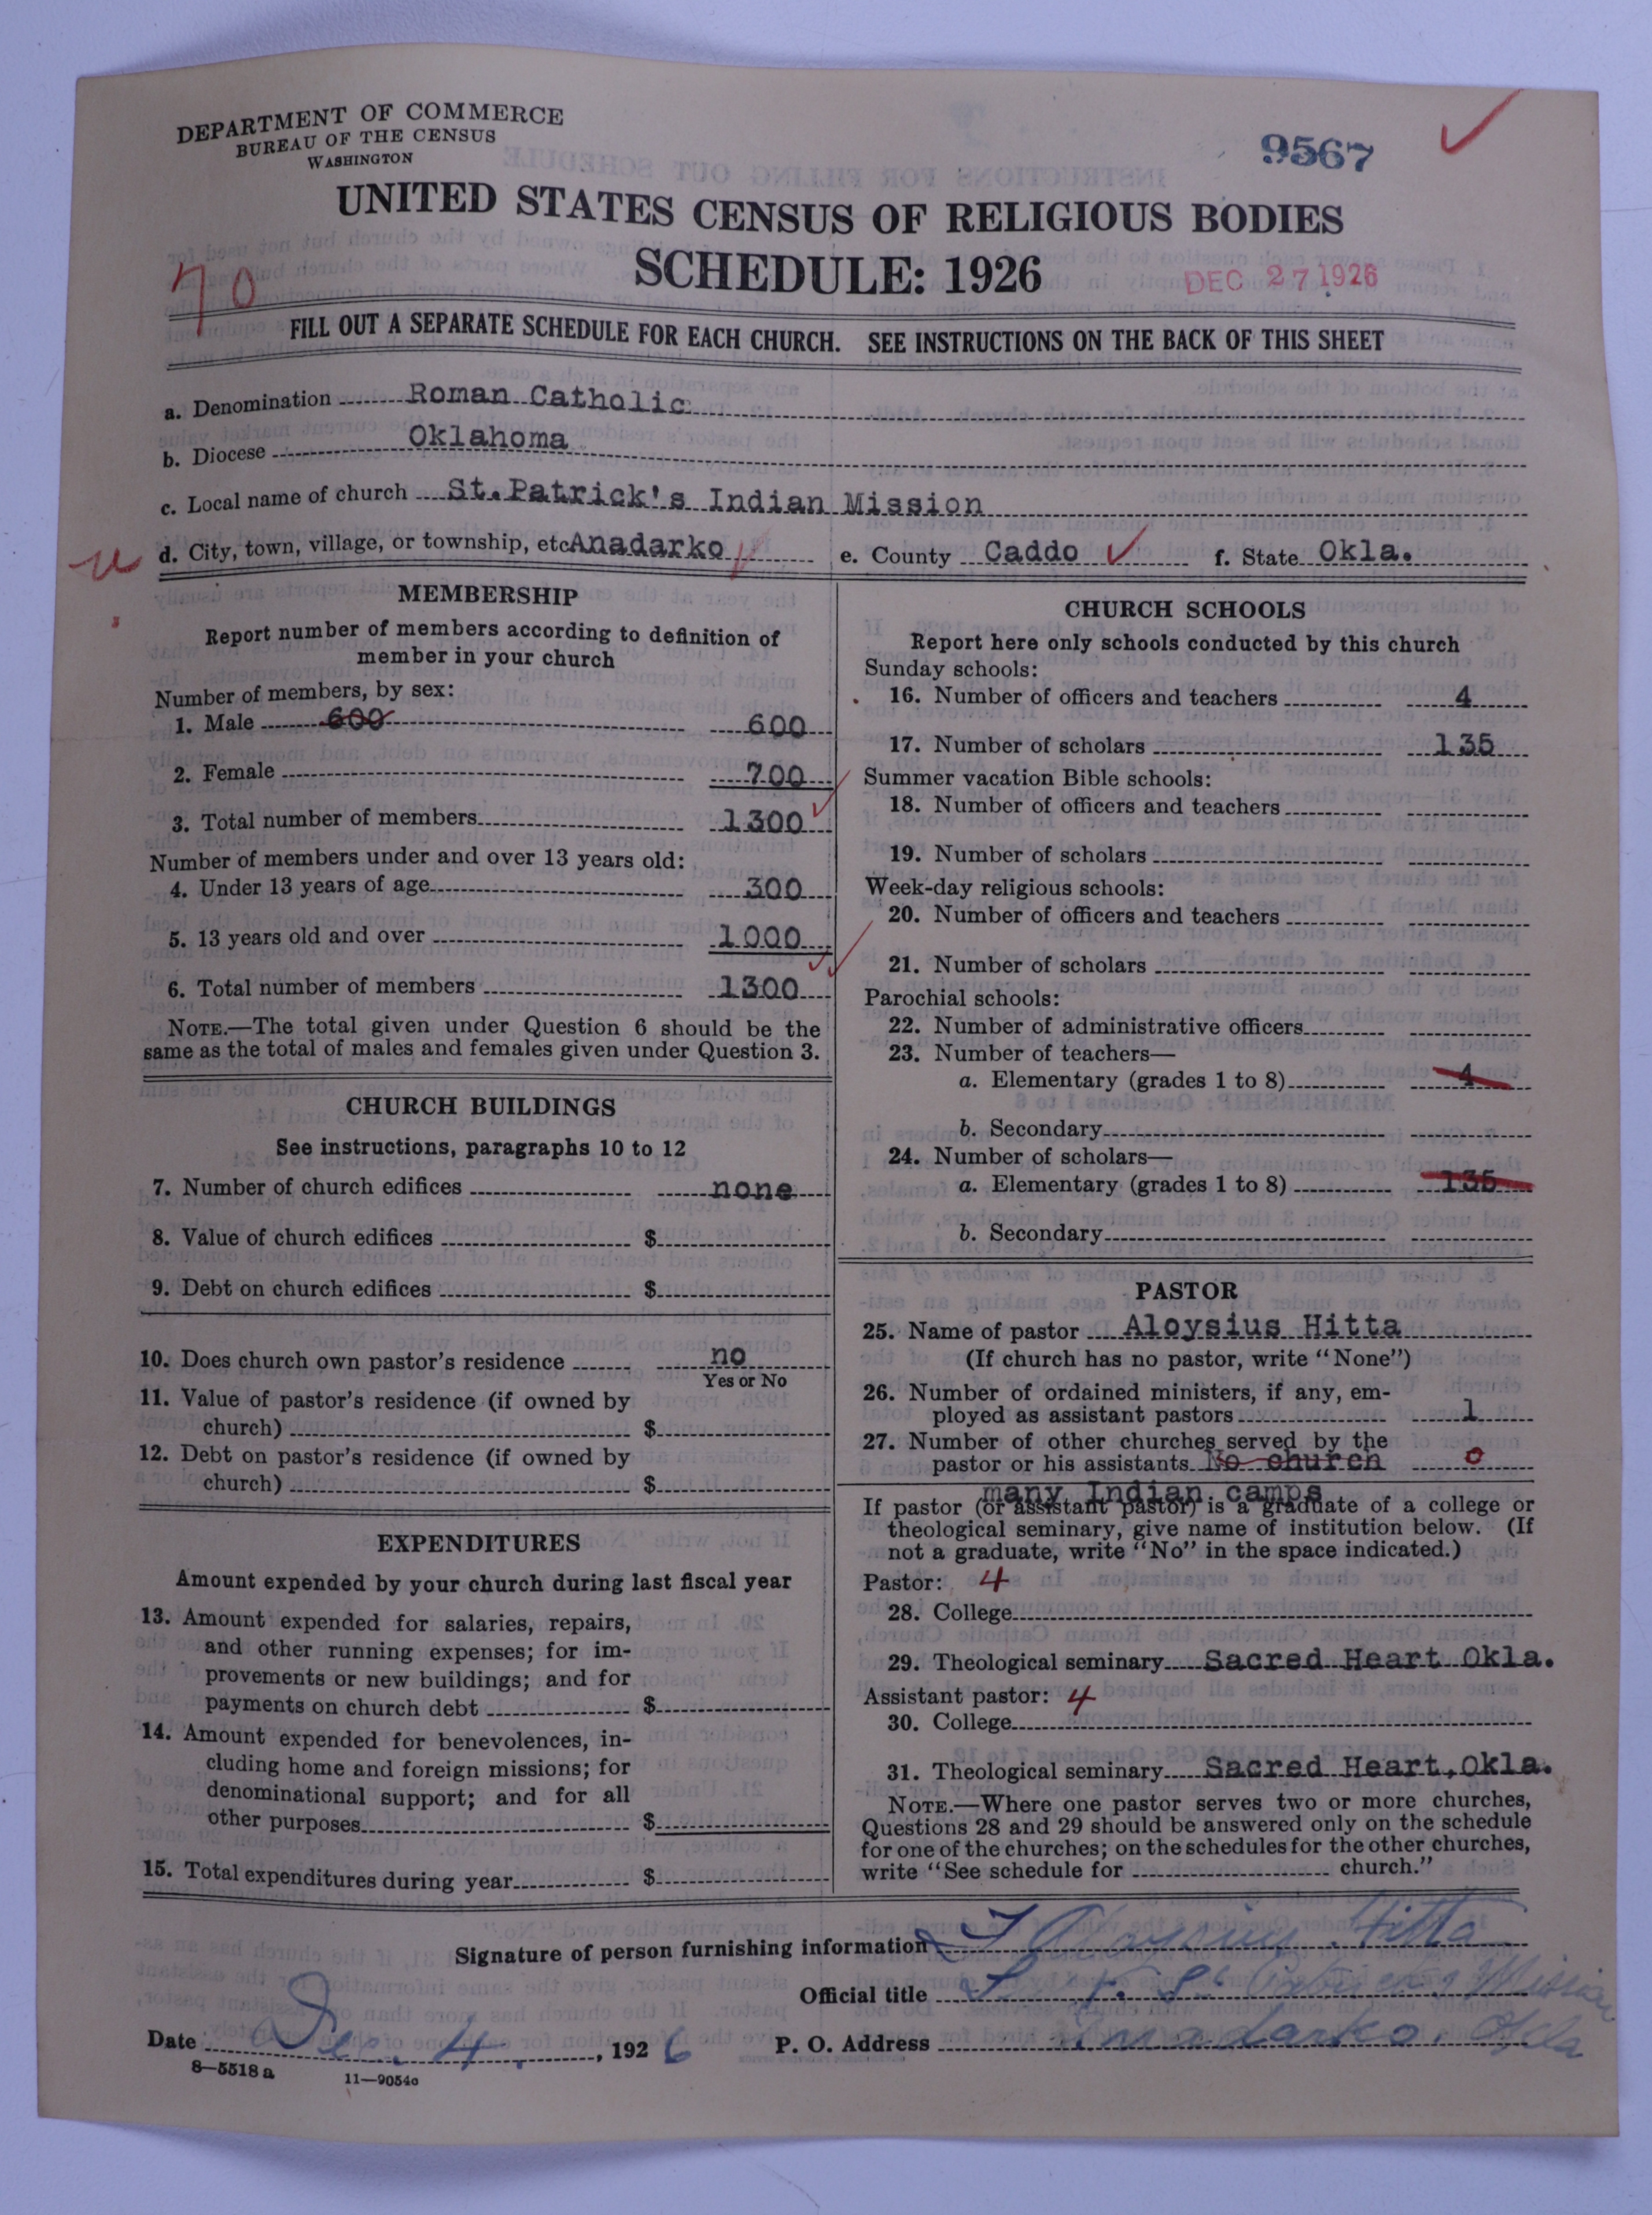 DEPARTMENT OF COMMERCE
BUREAU OF THE CENSUS
WASHINGTON
9567
UNITED STATES CENSUS OF RELIGIOUS BODIES
SCHEDULE: 1926
DEC 27 1926
70
FILL OUT A SEPARATE SCHEDULE FOR EACH CHURCH. SEE INSTRUCTIONS ON THE BACK OF THIS SHEET
a. Denomination Roman Catholic
b. Diocese Oklahoma
c. Local name of church St.Patrick's Indian Mission
d. City, town, village, or township, etc Anadarko e. County Caddo f. State Okla.
MEMBERSHIP
Report number of members according to definition of
member in your church
Number of members, by sex:
1. Male 600 600
2. Female 700
3. Total number of members 1300
Number of members under and over 13 years old:
4. Under 13 years of age 300
5. 13 years old and over 1000
6. Total number of members 1300
NOTE.—The total given under Question 6 should be the
same as the total of males and females given under Question 3.
CHURCH BUILDINGS
See instructions, paragraphs 10 to 12
7. Number of church edifices none
8. Value of church edifices $
9. Debt on church edifices $
10. Does church own pastor's residence no
Yes or No
11. Value of pastor's residence (if owned by
church) $
12. Debt on pastor's residence (if owned by
church) $
EXPENDITURES
Amount expended by your church during last fiscal year
13. Amount expended for salaries, repairs,
and other running expenses; for im-
provements or new buildings; and for
payments on church debt $
14. Amount expended for benevolences, in-
cluding home and foreign missions; for
denominational support; and for all
other purposes $
15. Total expenditures during year $
CHURCH SCHOOLS
Report here only schools conducted by this church
Sunday schools:
16. Number of officers and teachers 4
17. Number of scholars 135
Summer vacation Bible schools:
18. Number of officers and teachers
19. Number of scholars
Week-day religious schools:
20. Number of officers and teachers
21. Number of scholars
Parochial schools:
22. Number of administrative officers
23. Number of teachers—
a. Elementary (grades 1 to 8) 4
b. Secondary
24. Number of scholars—
a. Elementary (grades 1 to 8) 135
b. Secondary
PASTOR
25. Name of pastor Aloysius Hitta
(If church has no pastor, write "None")
26. Number of ordained ministers, if any, em-
ployed as assistant pastors 1
27. Number of other churches served by the
pastor or his assistants No church 0
many Indian camps
If pastor (or assistant pastor) is a graduate of a college or
theological seminary, give name of institution below. (If
not a graduate, write "No" in the space indicated.)
Pastor: 4
28. College
29. Theological seminary Sacred Heart Okla.
Assistant pastor: 4
30. College
31. Theological seminary Sacred Heart,Okla.
NOTE.—Where one pastor serves two or more churches,
Questions 28 and 29 should be answered only on the schedule
for one of the churches; on the schedules for the other churches,
write "See schedule for church."
Signature of person furnishing information Aloysius Hitta
Official title St. Patrick's Mission
Date Dec. 4. , 1926 P. O. Address Anadarko, Okla
8—5518a 11—9054c